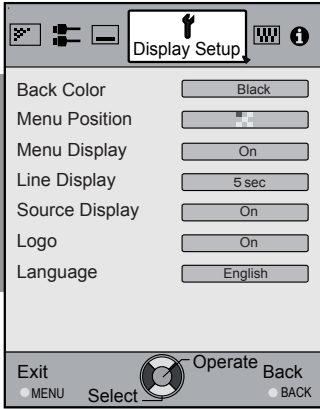 Display Setup
Back Color Black
Menu Position
Menu Display On
Line Display 5 sec
Source Display On
Logo On
Language English
Exit Operate Back
MENU Select BACK